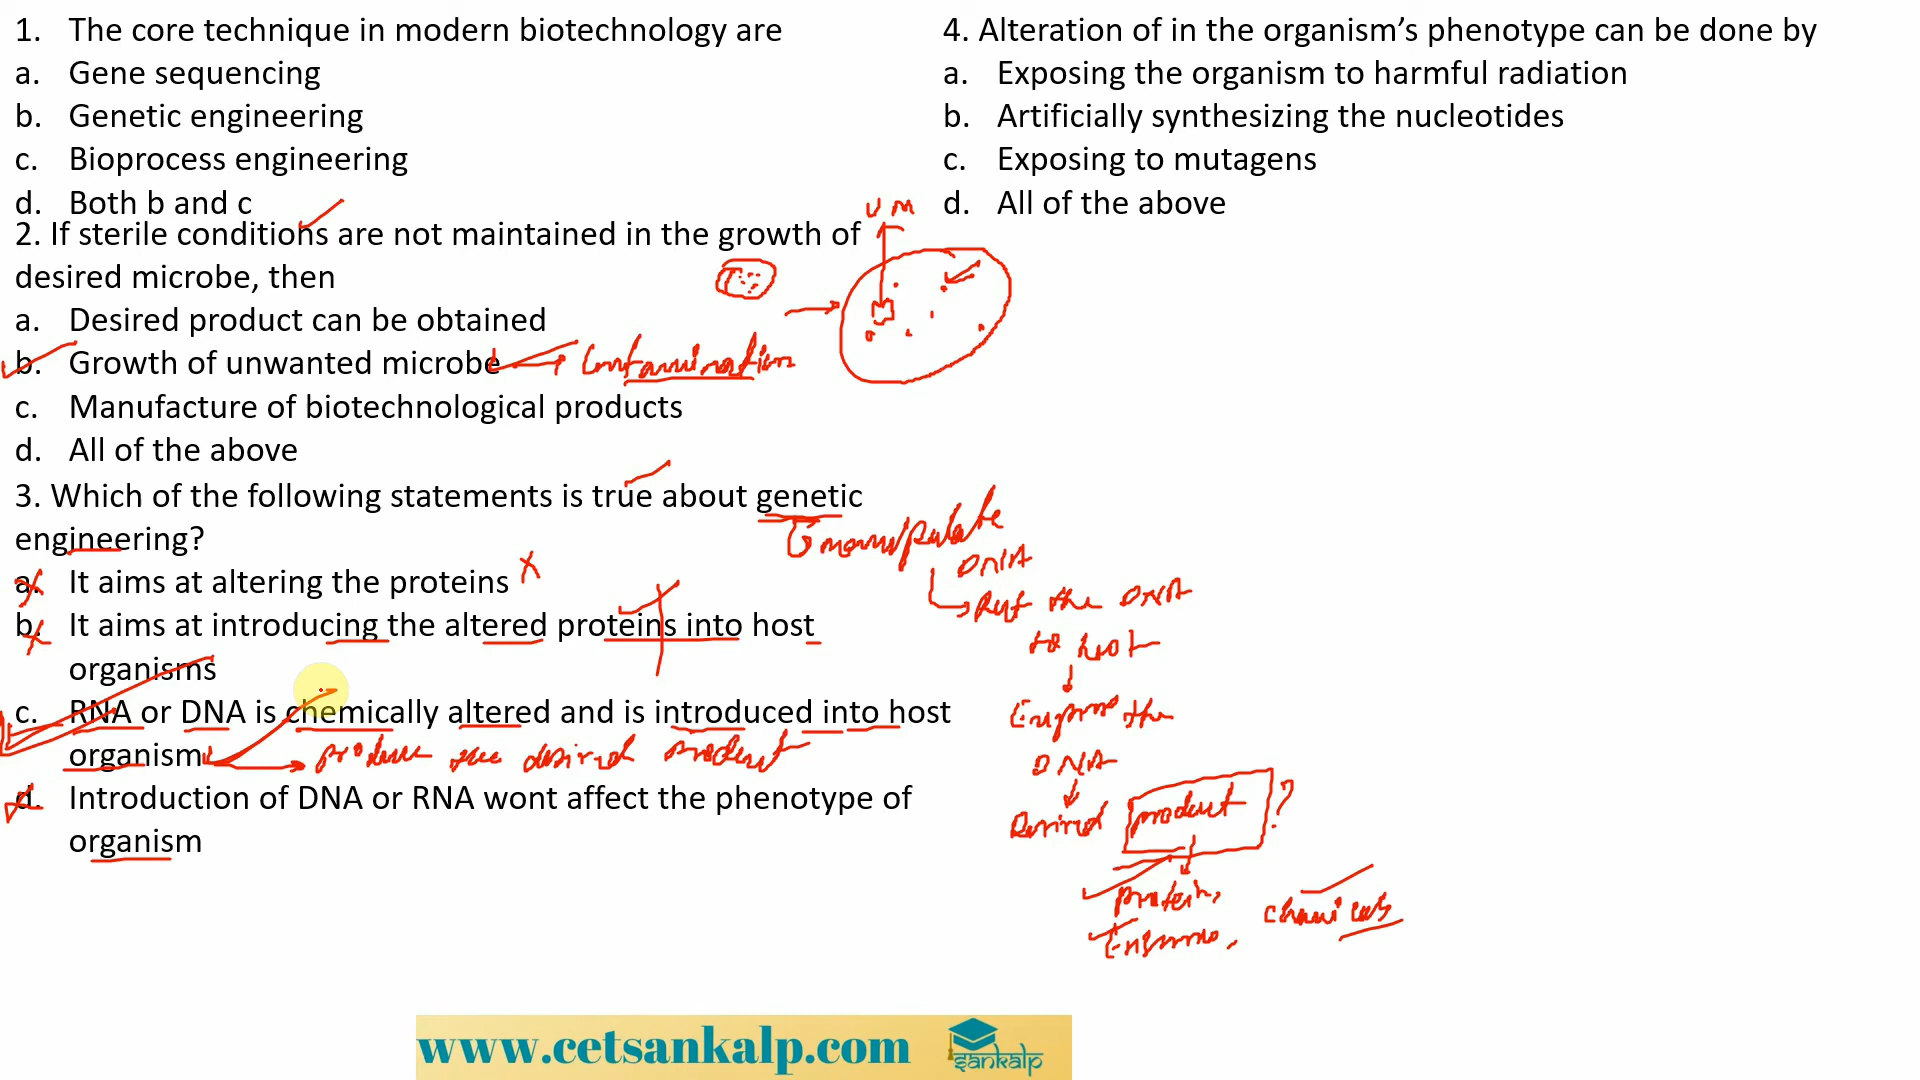 1. The core technique in modern biotechnology are
a. Gene sequencing
b. Genetic engineering
c. Bioprocess engineering
d. Both b and c
2. If sterile conditions are not maintained in the growth of
desired microbe, then
a. Desired product can be obtained
b. Growth of unwanted microbe → Contamination
c. Manufacture of biotechnological products
d. All of the above
3. Which of the following statements is true about genetic
engineering?
a. It aims at altering the proteins
b. It aims at introducing the altered proteins into host
organisms
c. RNA or DNA is chemically altered and is introduced into host
organism → produce the desired product
d. Introduction of DNA or RNA wont affect the phenotype of
organism
4. Alteration of in the organism’s phenotype can be done by
a. Exposing the organism to harmful radiation
b. Artificially synthesizing the nucleotides
c. Exposing to mutagens
d. All of the above
U M
manipulate
DNA
Put the DNA
to host
the
DNA
Desired product ?
protein,
chemicals
www.cetsankalp.com
sankalp